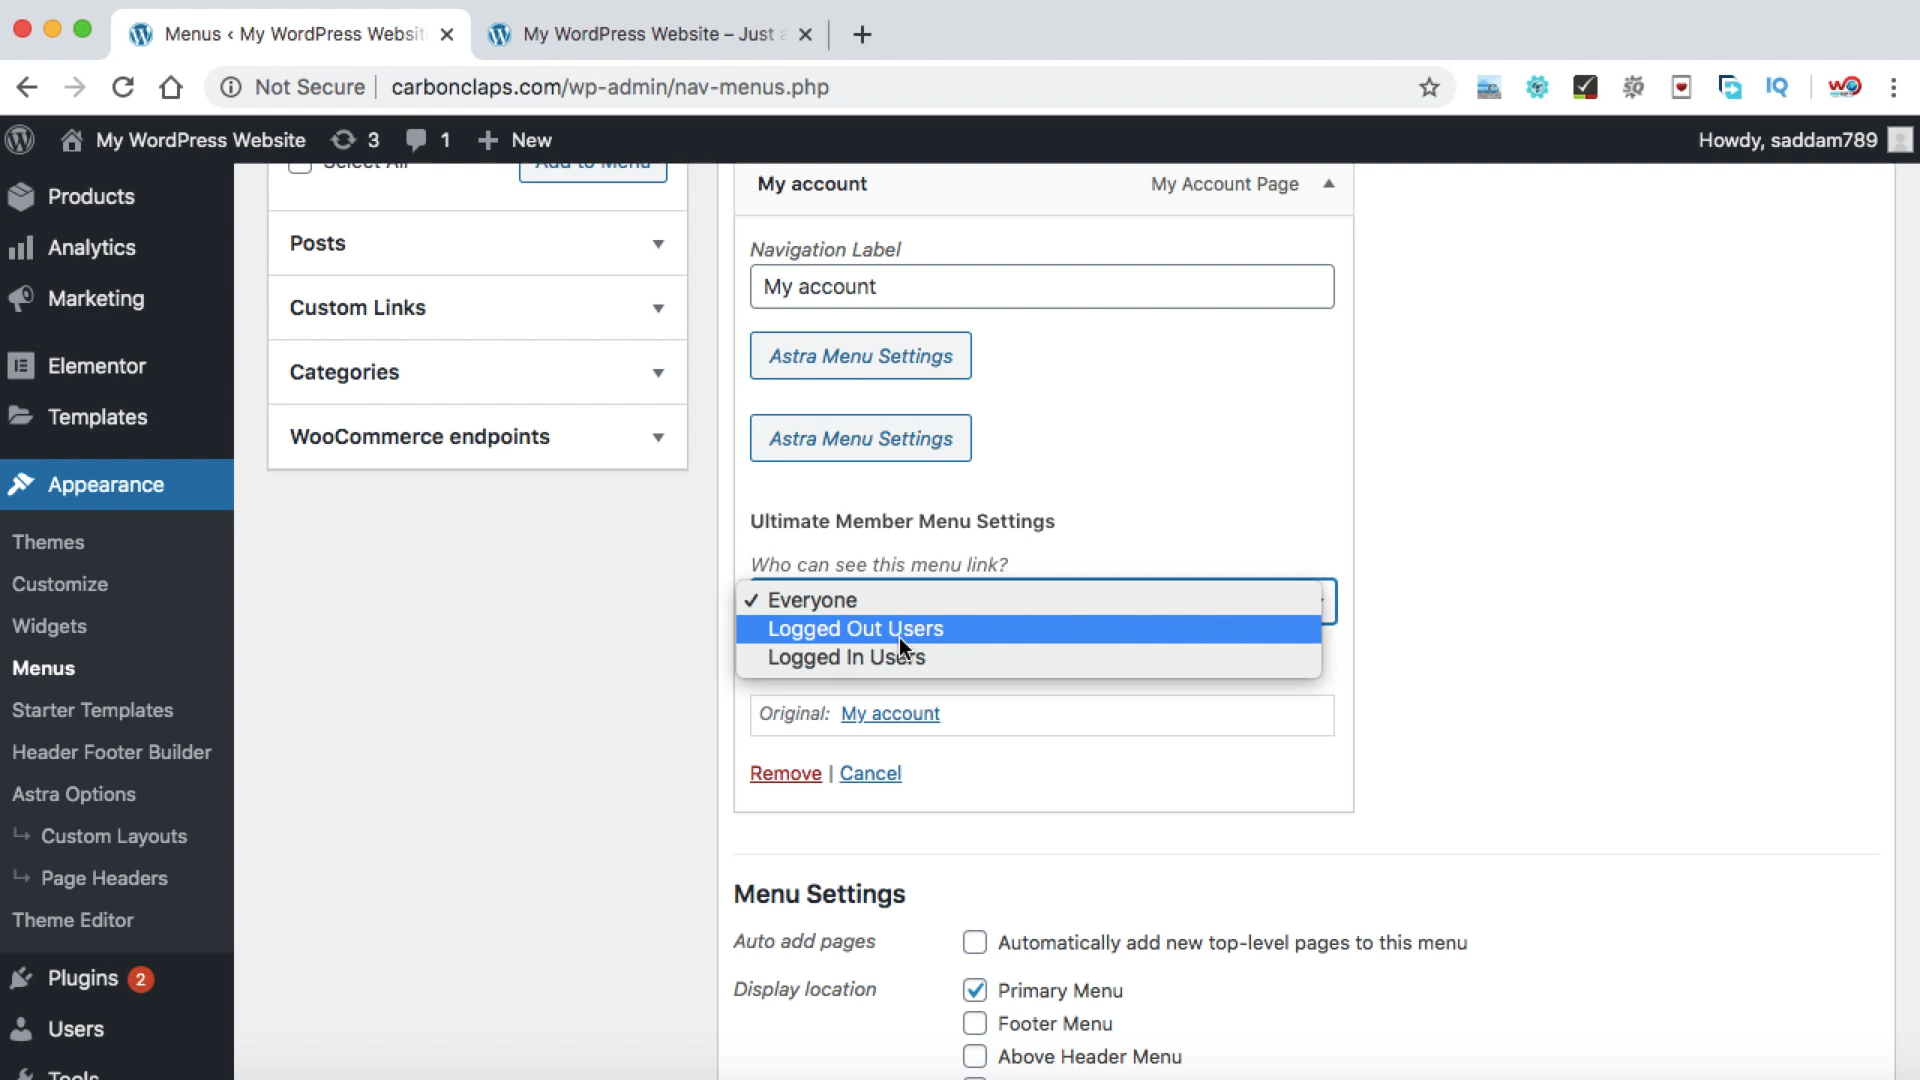 Menus ‹ My WordPress Websit
My WordPress Website – Just a
Not Secure
carbonclaps.com/wp-admin/nav-menus.php
My WordPress Website
3
1
New
Howdy, saddam789
Products
Analytics
Marketing
Elementor
Templates
Appearance
Themes
Customize
Widgets
Menus
Starter Templates
Header Footer Builder
Astra Options
Custom Layouts
Page Headers
Theme Editor
Plugins 2
Users
Tools
Select All
Add to Menu
Posts
Custom Links
Categories
WooCommerce endpoints
My account
My Account Page
Navigation Label
My account
Astra Menu Settings
Astra Menu Settings
Ultimate Member Menu Settings
Who can see this menu link?
✓ Everyone
Logged Out Users
Logged In Users
Original: My account
Remove | Cancel
Menu Settings
Auto add pages
Automatically add new top-level pages to this menu
Display location
Primary Menu
Footer Menu
Above Header Menu